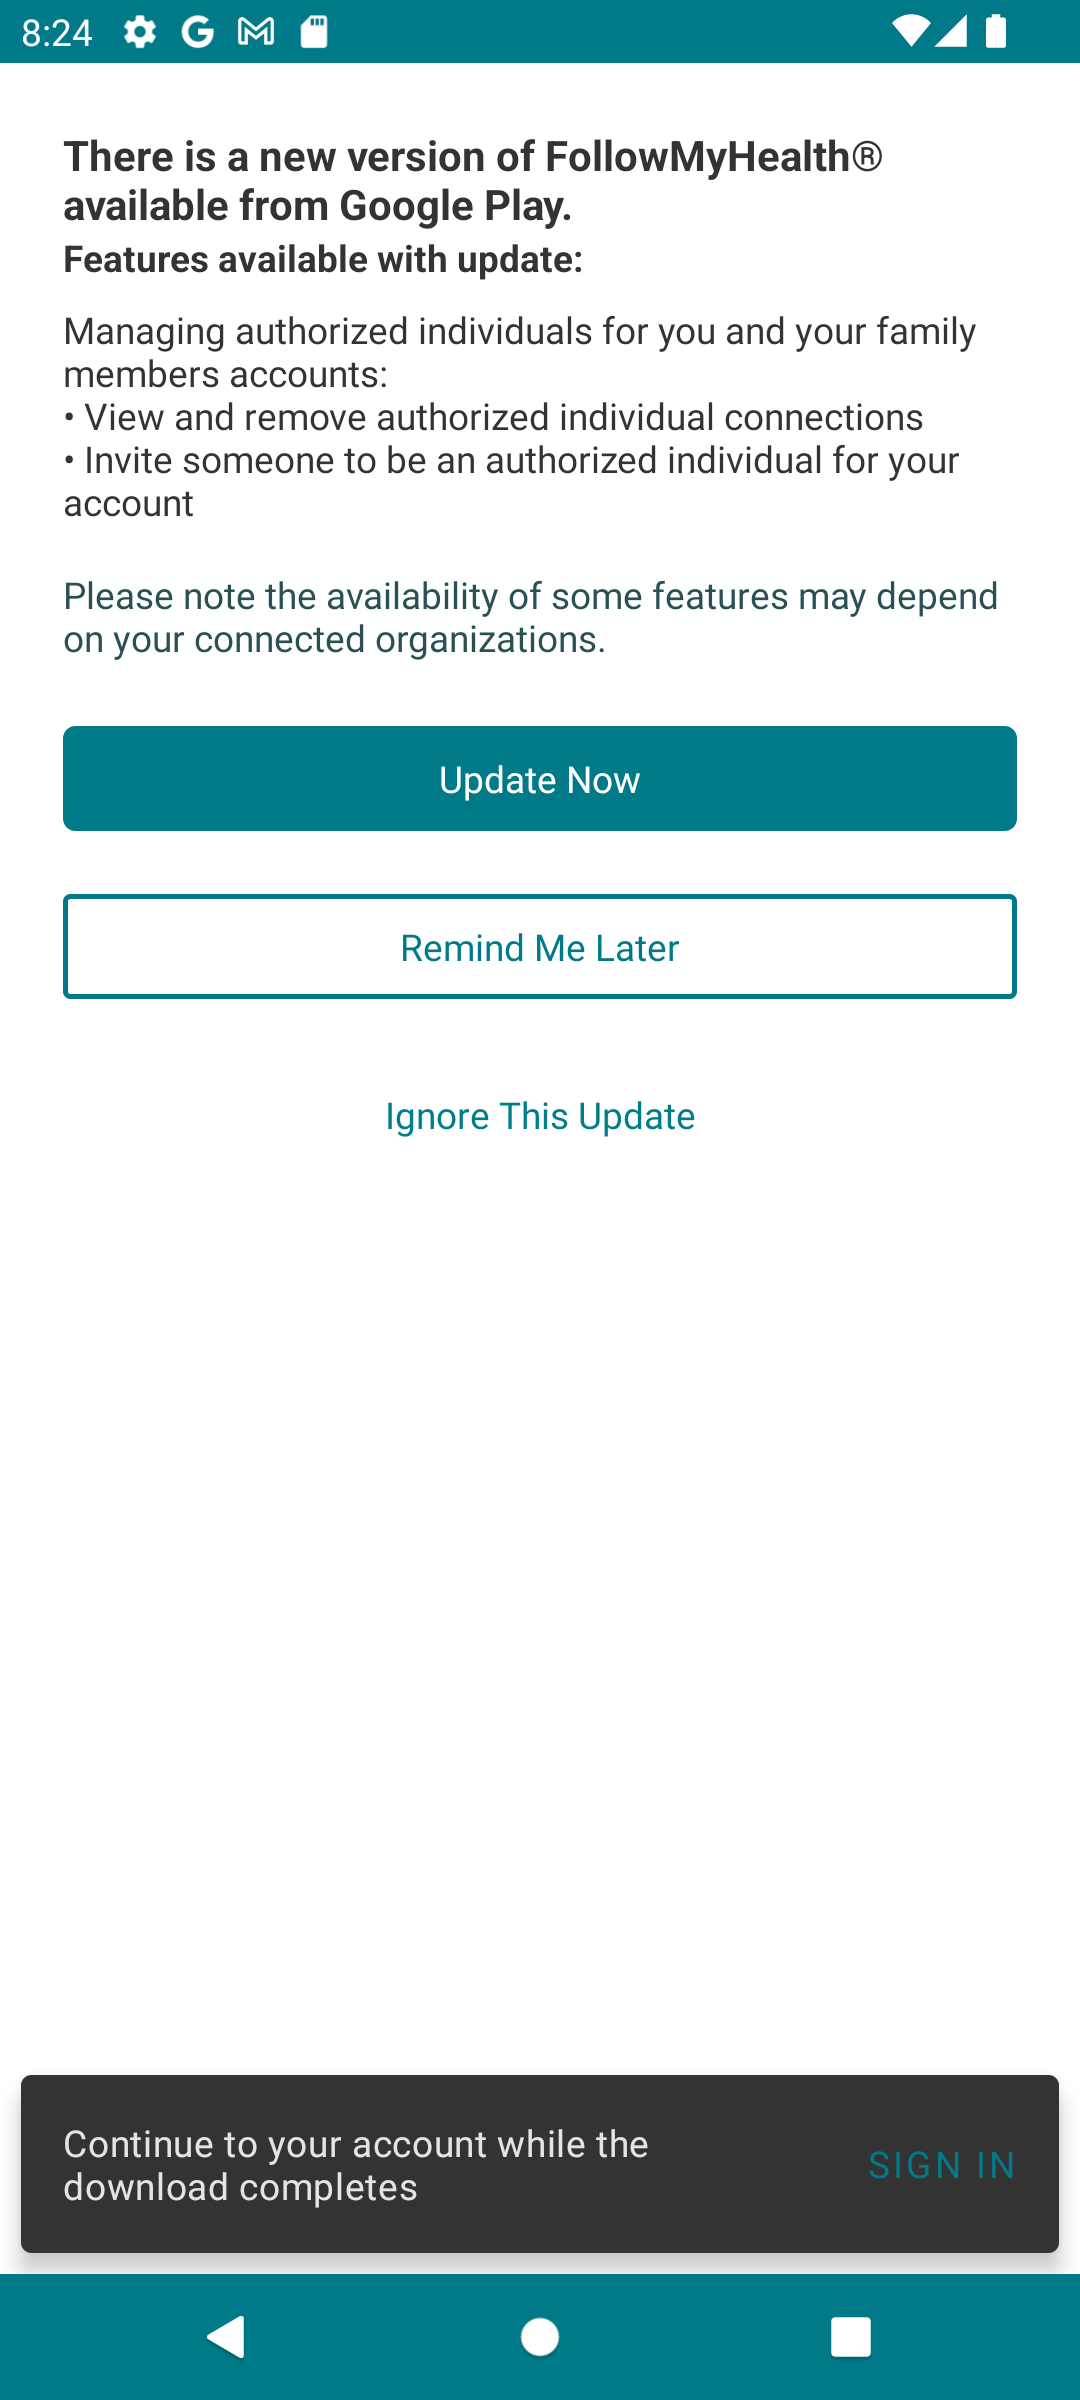 8:24
There is a new version of FollowMyHealth®
available from Google Play.
Features available with update:
Managing authorized individuals for you and your family
members accounts:
• View and remove authorized individual connections
• Invite someone to be an authorized individual for your
account
Please note the availability of some features may depend
on your connected organizations.
Update Now
Remind Me Later
Ignore This Update
Continue to your account while the
download completes
SIGN IN